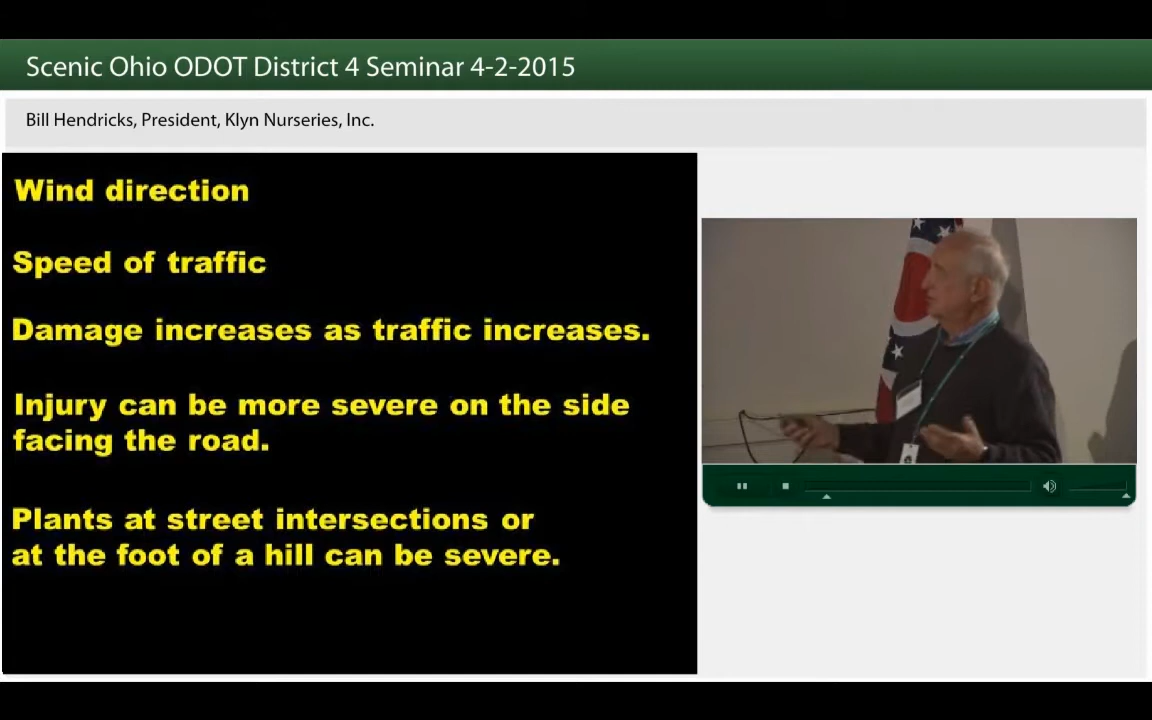 Scenic Ohio ODOT District 4 Seminar 4-2-2015
Bill Hendricks, President, Klyn Nurseries, Inc.
Wind direction
Speed of traffic
Damage increases as traffic increases.
Injury can be more severe on the side
facing the road.
Plants at street intersections or
at the foot of a hill can be severe.